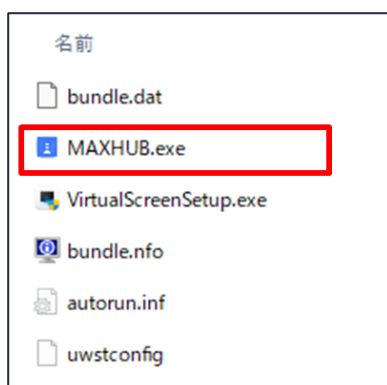 名前
bundle.dat
MAXHUB.exe
VirtualScreenSetup.exe
bundle.nfo
autorun.inf
uwstconfig